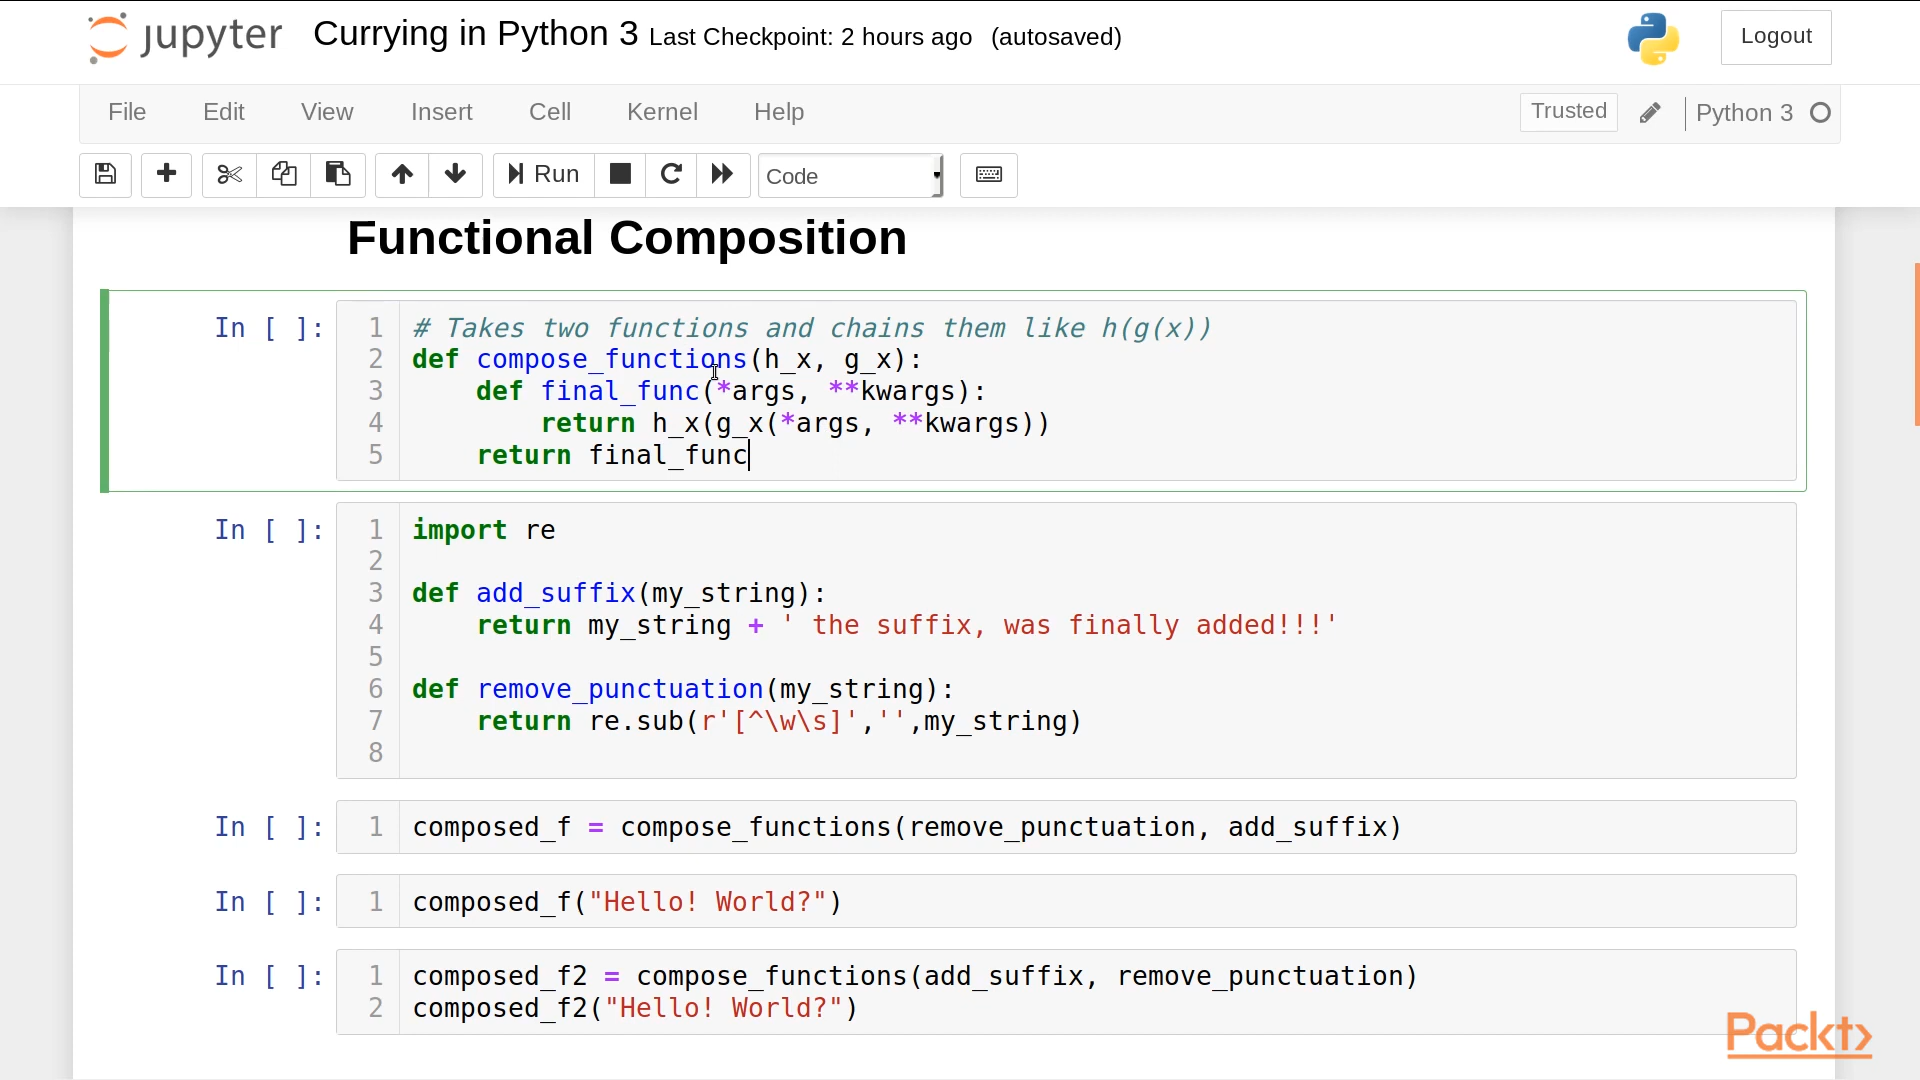 jupyter Currying in Python 3 Last Checkpoint: 2 hours ago (autosaved) Logout
File Edit View Insert Cell Kernel Help Trusted Python 3
Run Code
Functional Composition
In [ ]: 1 # Takes two functions and chains them like h(g(x))
2 def compose_functions(h_x, g_x):
3     def final_func(*args, **kwargs):
4         return h_x(g_x(*args, **kwargs))
5     return final_func
In [ ]: 1 import re
2
3 def add_suffix(my_string):
4     return my_string + ' the suffix, was finally added!!!'
5
6 def remove_punctuation(my_string):
7     return re.sub(r'[^\w\s]','',my_string)
8
In [ ]: 1 composed_f = compose_functions(remove_punctuation, add_suffix)
In [ ]: 1 composed_f("Hello! World?")
In [ ]: 1 composed_f2 = compose_functions(add_suffix, remove_punctuation)
2 composed_f2("Hello! World?")
Packt>